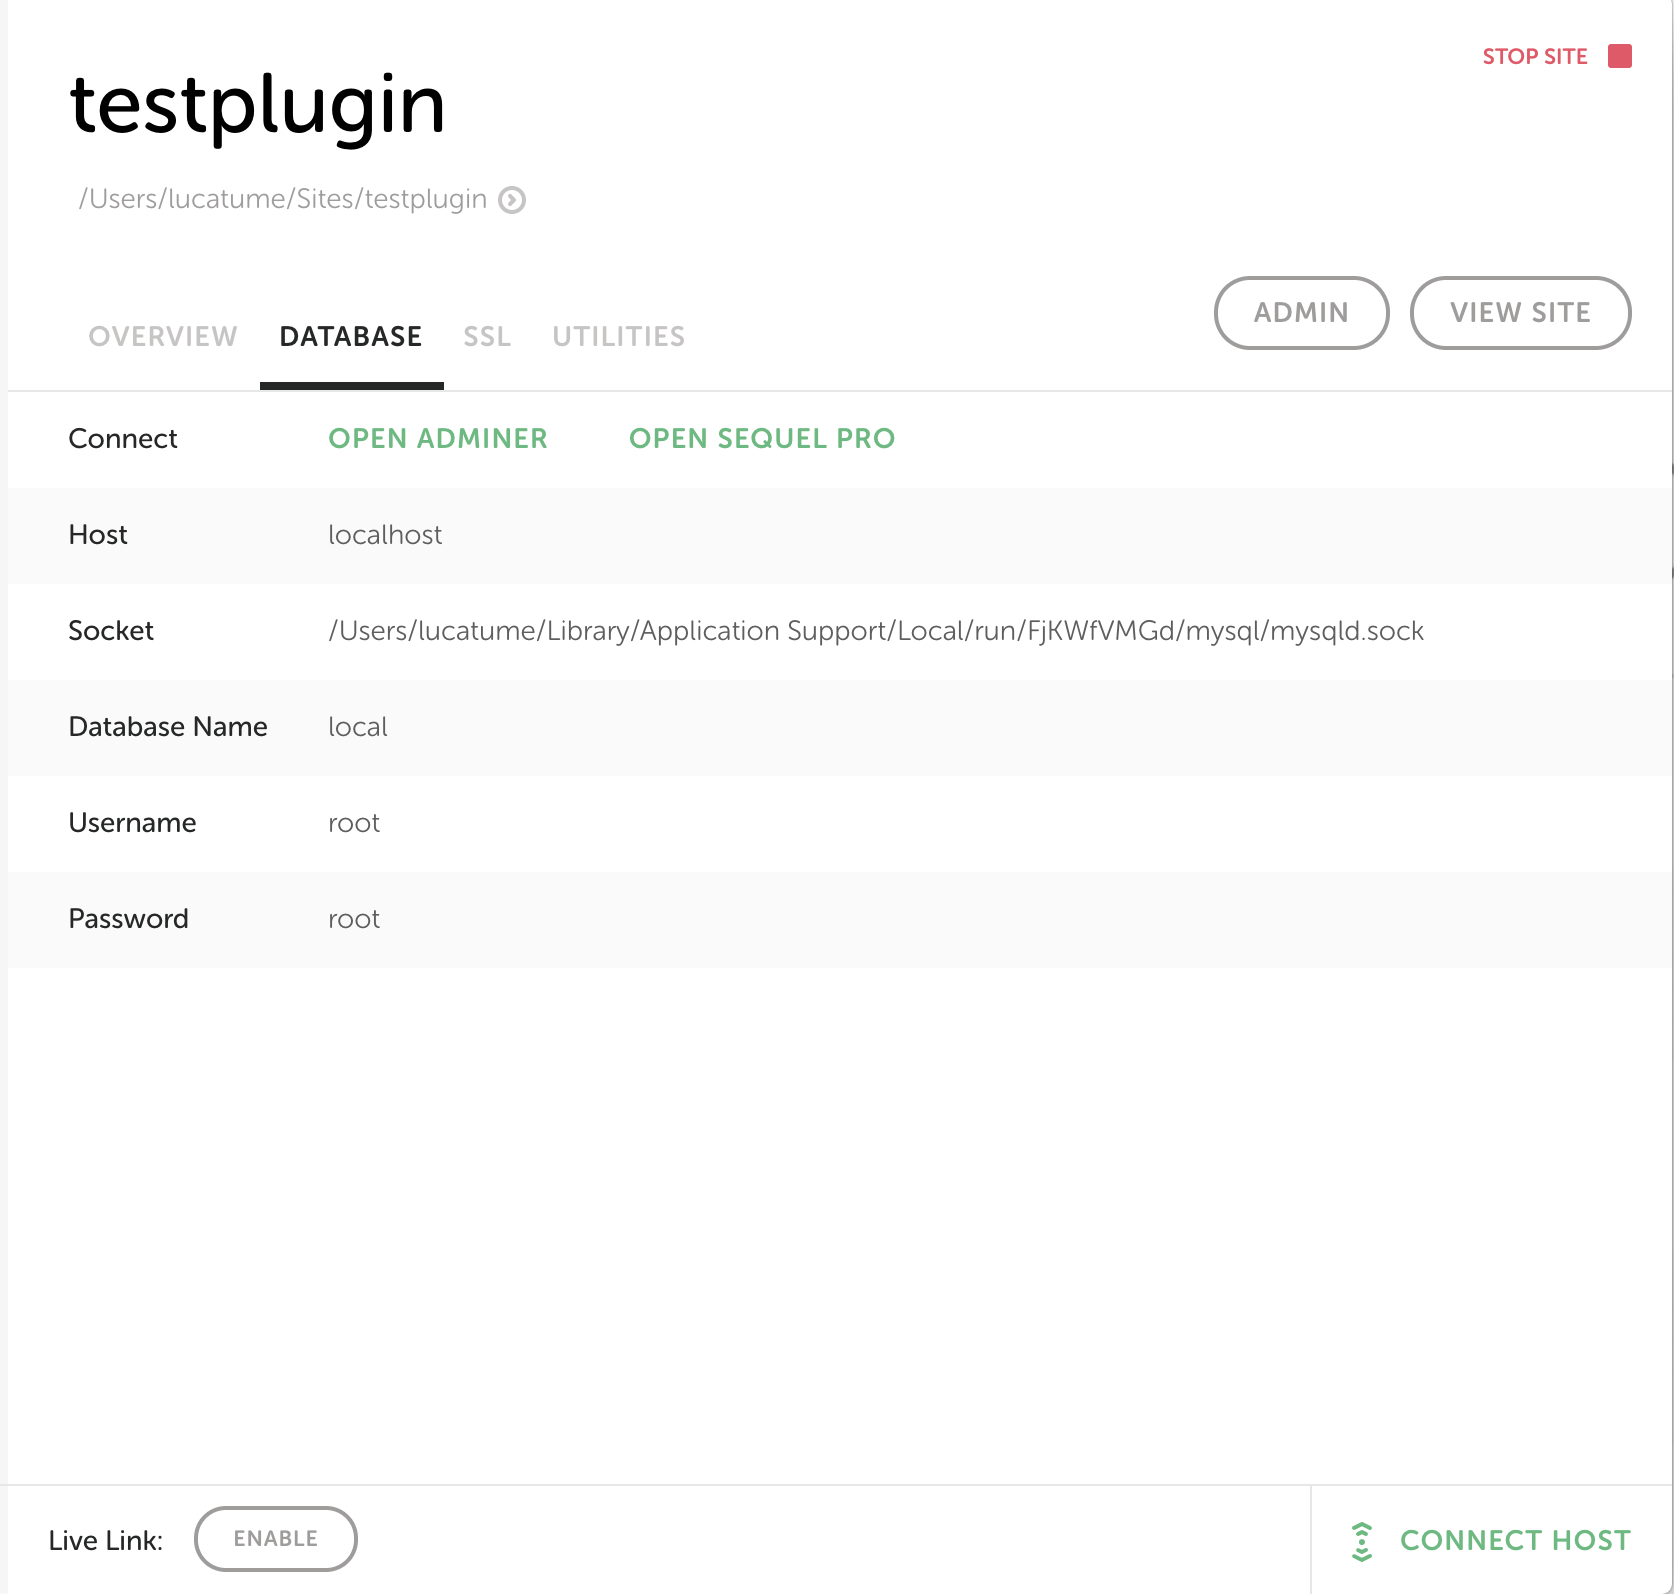 STOP SITE
testplugin
/Users/lucatume/Sites/testplugin
ADMIN VIEW SITE
OVERVIEW DATABASE SSL UTILITIES
Connect OPEN ADMINER OPEN SEQUEL PRO
Host localhost
Socket /Users/lucatume/Library/Application Support/Local/run/FjKWfVMGd/mysql/mysqld.sock
Database Name local
Username root
Password root
Live Link: ENABLE CONNECT HOST